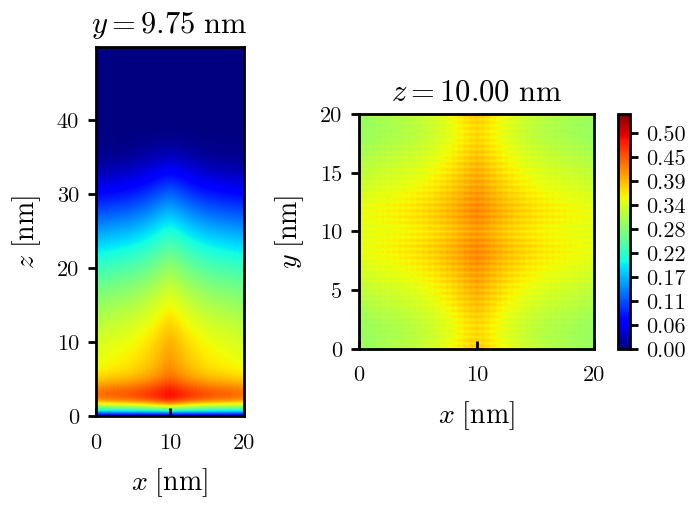 y = 9.75 nm
z [nm]
40
30
20
10
0
0 10 20
x [nm]
z = 10.00 nm
y [nm]
20
15
10
5
0
0 10 20
x [nm]
0.50
0.45
0.39
0.34
0.28
0.22
0.17
0.11
0.06
0.00